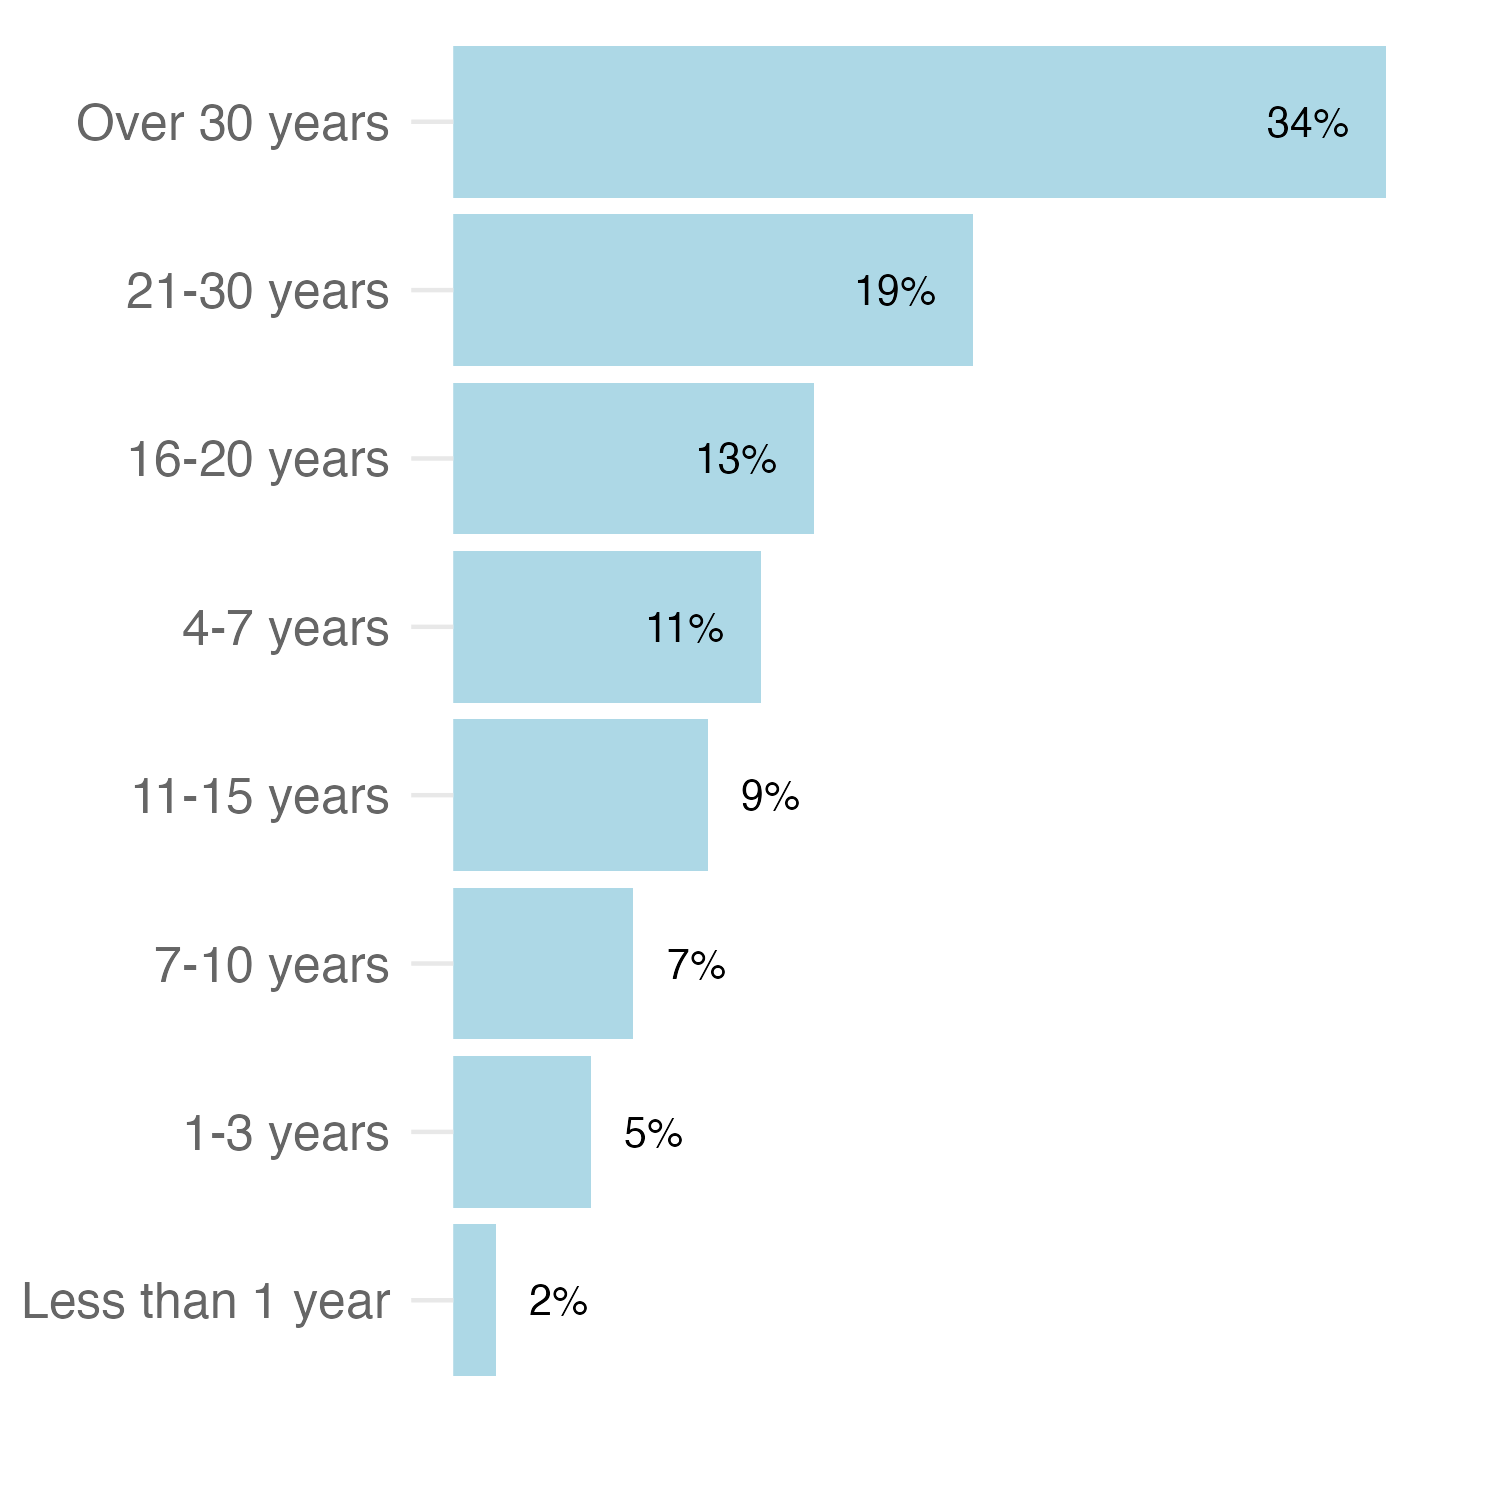 Over 30 years 34%
21-30 years 19%
16-20 years 13%
4-7 years 11%
11-15 years 9%
7-10 years 7%
1-3 years 5%
Less than 1 year 2%